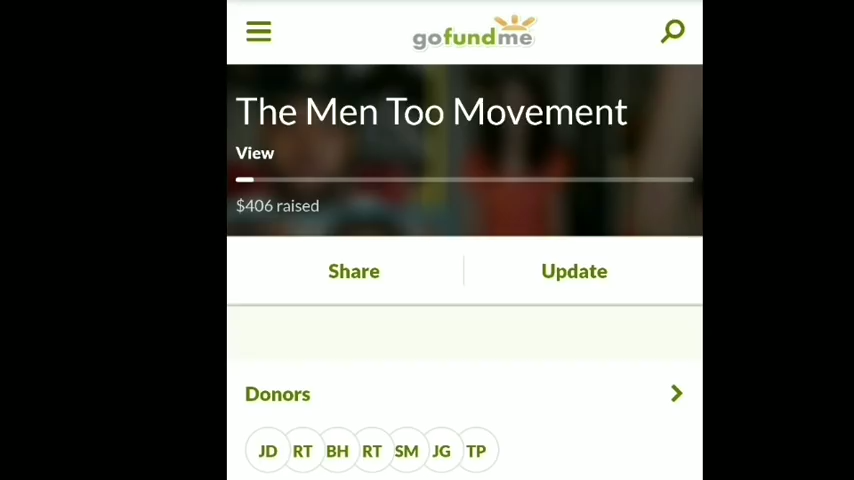 gofundme
The Men Too Movement
View
$406 raised
Share Update
Donors
JD RT BH RT SM JG TP